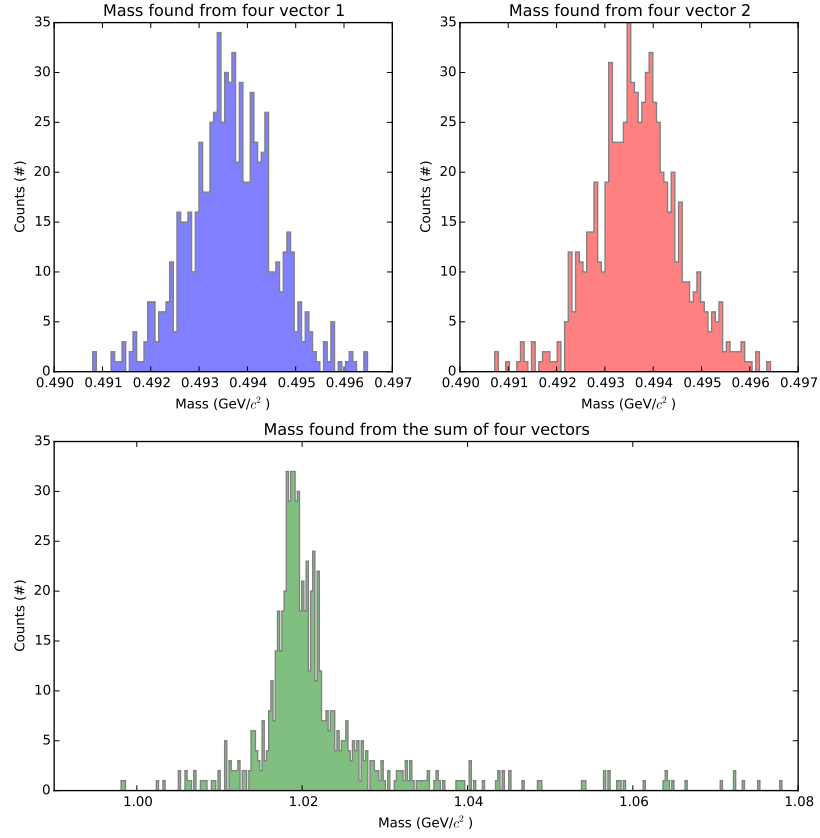 Mass found from four vector 1
35
30
25
20
15
10
5
0
Counts (#)
0.490 0.491 0.492 0.493 0.494 0.495 0.496 0.497
Mass (GeV/c² )
Mass found from four vector 2
35
30
25
20
15
10
5
0
Counts (#)
0.490 0.491 0.492 0.493 0.494 0.495 0.496 0.497
Mass (GeV/c² )
Mass found from the sum of four vectors
35
30
25
20
15
10
5
0
Counts (#)
1.00 1.02 1.04 1.06 1.08
Mass (GeV/c² )